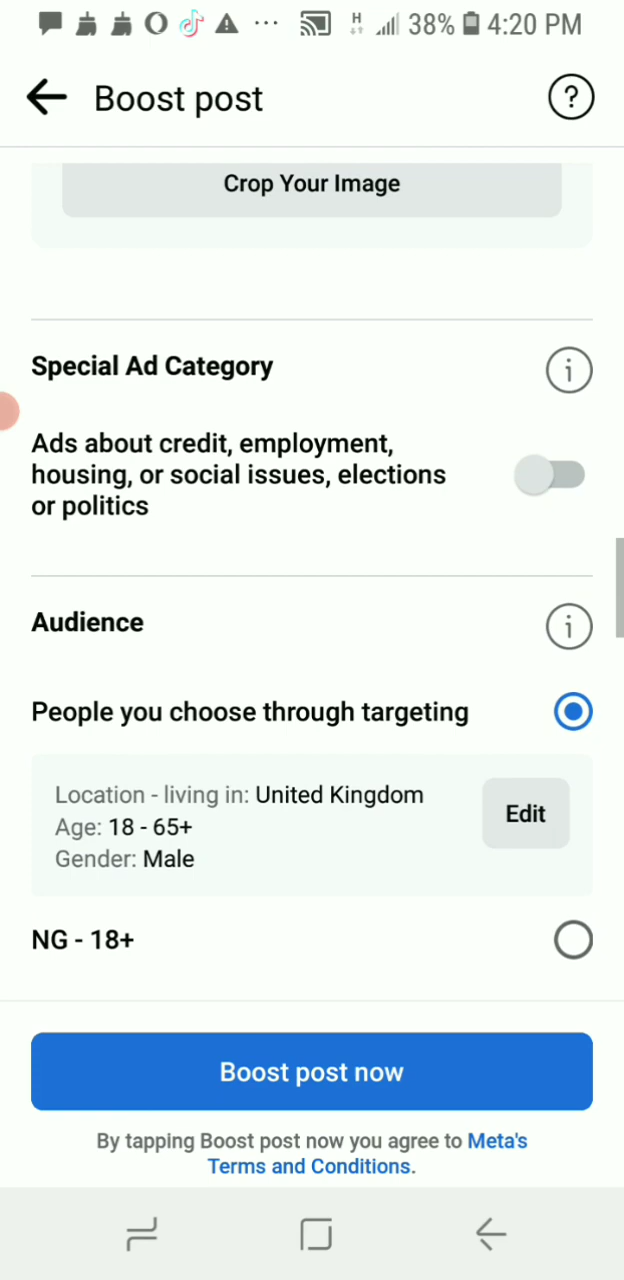 H 38% 4:20 PM
Boost post
?
Crop Your Image
Special Ad Category
i
Ads about credit, employment,
housing, or social issues, elections
or politics
Audience
i
People you choose through targeting
Location - living in: United Kingdom
Age: 18 - 65+
Gender: Male
Edit
NG - 18+
Boost post now
By tapping Boost post now you agree to Meta's
Terms and Conditions.